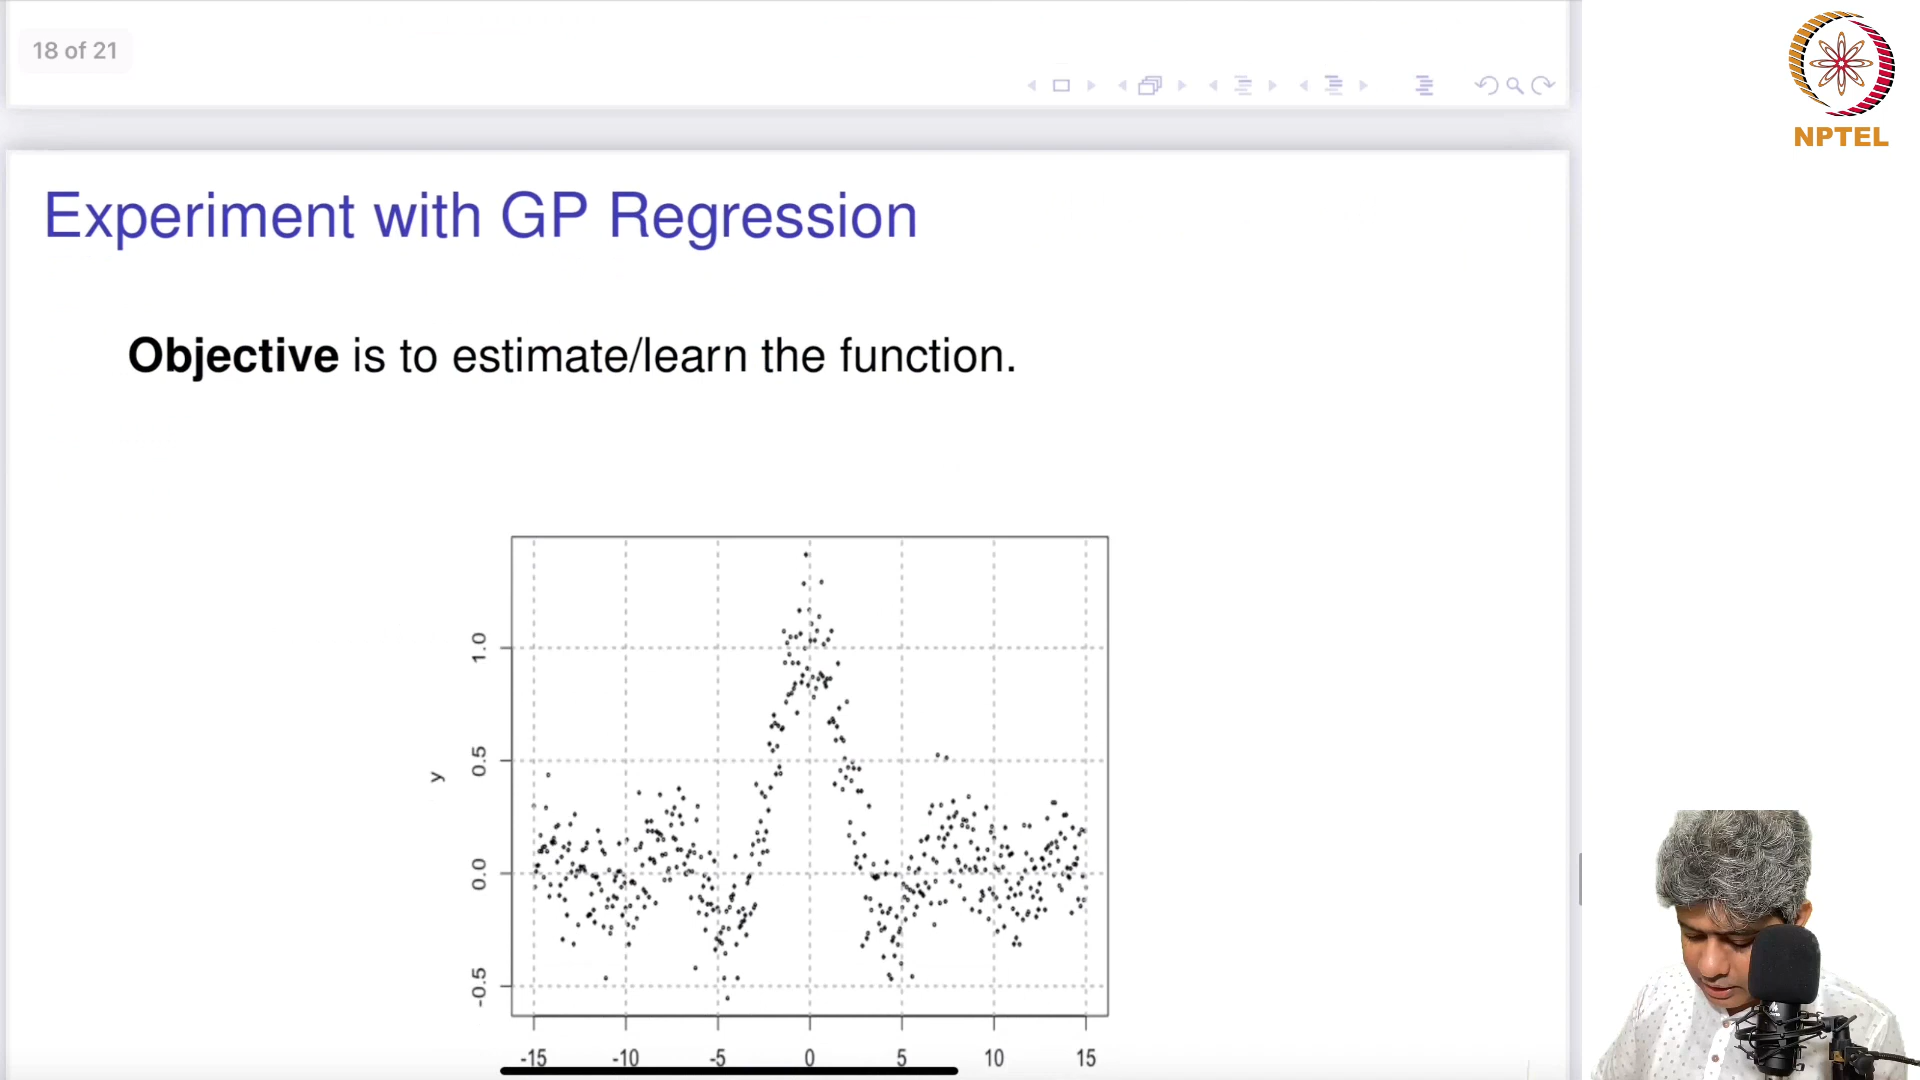 18 of 21
NPTEL
Experiment with GP Regression
Objective is to estimate/learn the function.
y
1.0
0.5
0.0
-0.5
-15 -10 -5 0 5 10 15